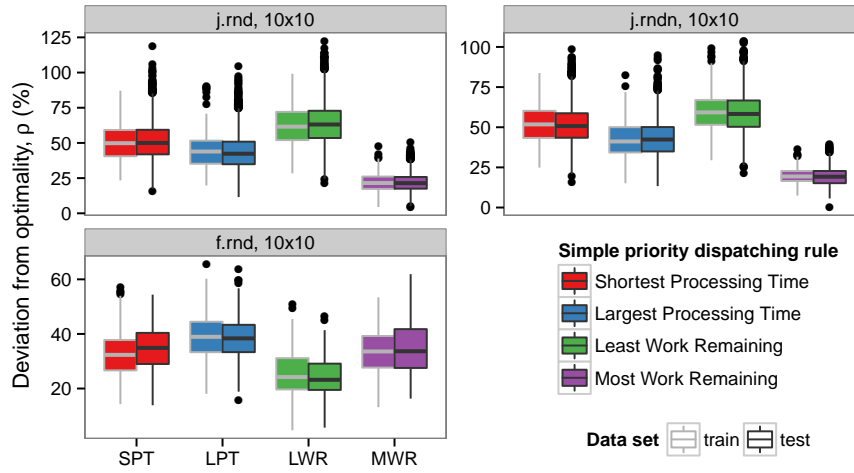 j.rnd, 10x10
j.rndn, 10x10
125
100
75
50
25
0
100
75
50
25
0
f.rnd, 10x10
60
40
20
Deviation from optimality, ρ (%)
SPT LPT LWR MWR
Simple priority dispatching rule
Shortest Processing Time
Largest Processing Time
Least Work Remaining
Most Work Remaining
Data set train test